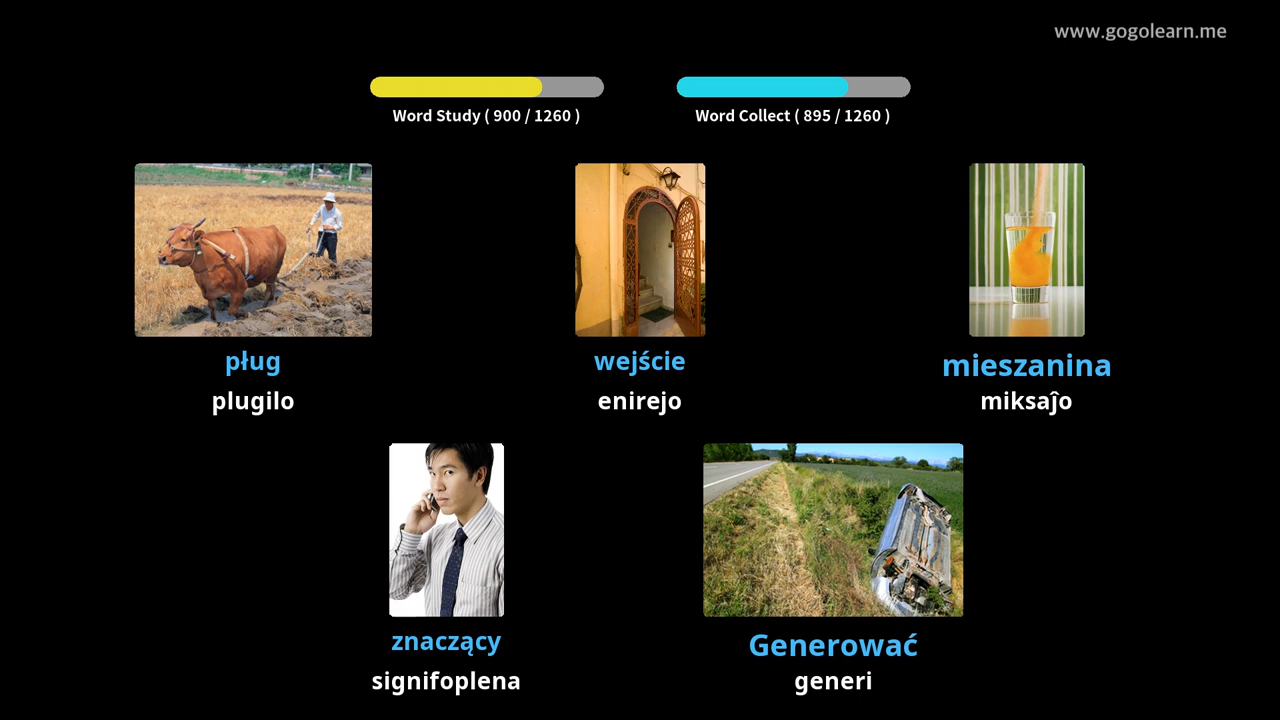 www.gogolearn.me
Word Study ( 900 / 1260 )
Word Collect ( 895 / 1260 )
pług
wejście
mieszanina
plugilo
enirejo
miksaĵo
znaczący
Generować
signifoplena
generi